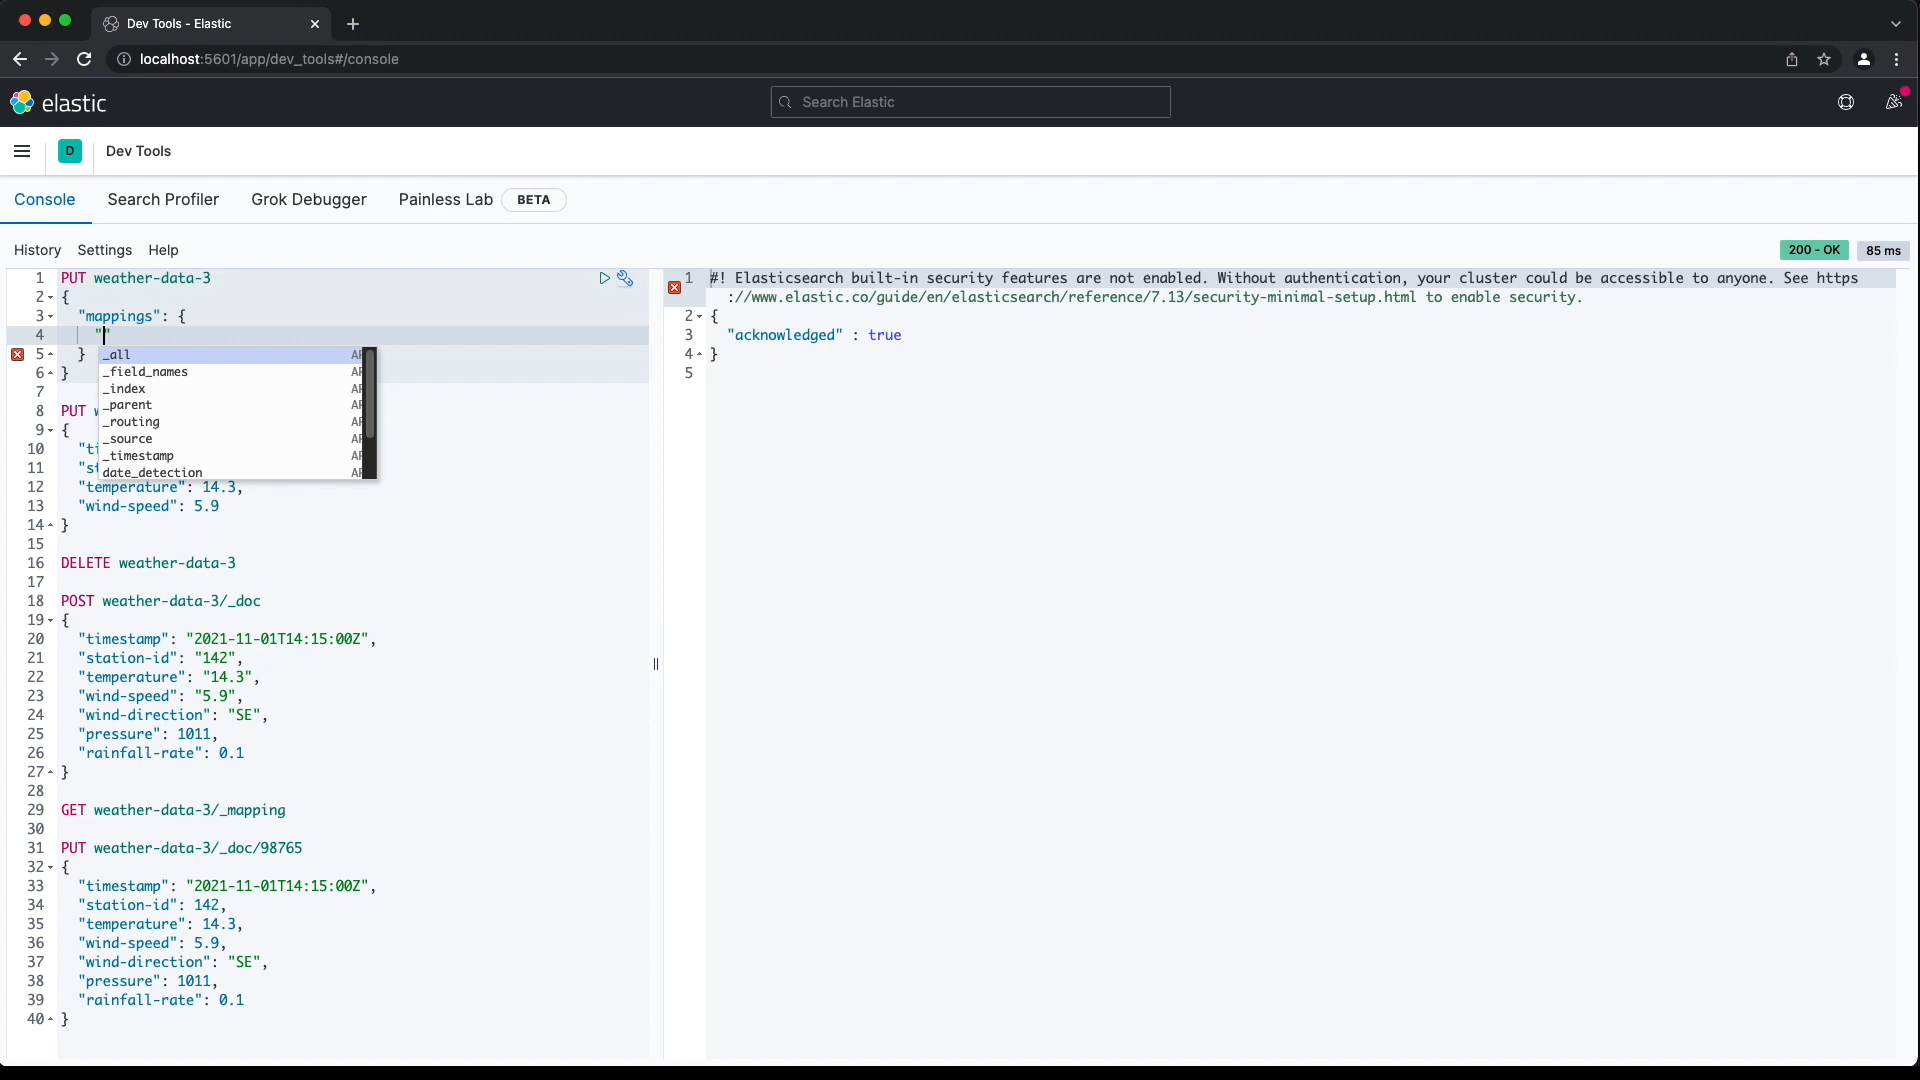 Dev Tools - Elastic
localhost:5601/app/dev_tools#/console
elastic
Search Elastic
D
Dev Tools
Console
Search Profiler
Grok Debugger
Painless Lab
BETA
History
Settings
Help
200 - OK
85 ms
1 PUT weather-data-3
2 {
3 "mappings": {
4 ""
5 }
6 }
7
8 PUT
9 {
10
11
12 "temperature": 14.3,
13 "wind-speed": 5.9
14 }
15
16 DELETE weather-data-3
17
18 POST weather-data-3/_doc
19 {
20 "timestamp": "2021-11-01T14:15:00Z",
21 "station-id": "142",
22 "temperature": "14.3",
23 "wind-speed": "5.9",
24 "wind-direction": "SE",
25 "pressure": 1011,
26 "rainfall-rate": 0.1
27 }
28
29 GET weather-data-3/_mapping
30
31 PUT weather-data-3/_doc/98765
32 {
33 "timestamp": "2021-11-01T14:15:00Z",
34 "station-id": 142,
35 "temperature": 14.3,
36 "wind-speed": 5.9,
37 "wind-direction": "SE",
38 "pressure": 1011,
39 "rainfall-rate": 0.1
40 }
_all
_field_names
_index
_parent
_routing
_source
_timestamp
date_detection
1 #! Elasticsearch built-in security features are not enabled. Without authentication, your cluster could be accessible to anyone. See https
://www.elastic.co/guide/en/elasticsearch/reference/7.13/security-minimal-setup.html to enable security.
2 {
3 "acknowledged" : true
4 }
5